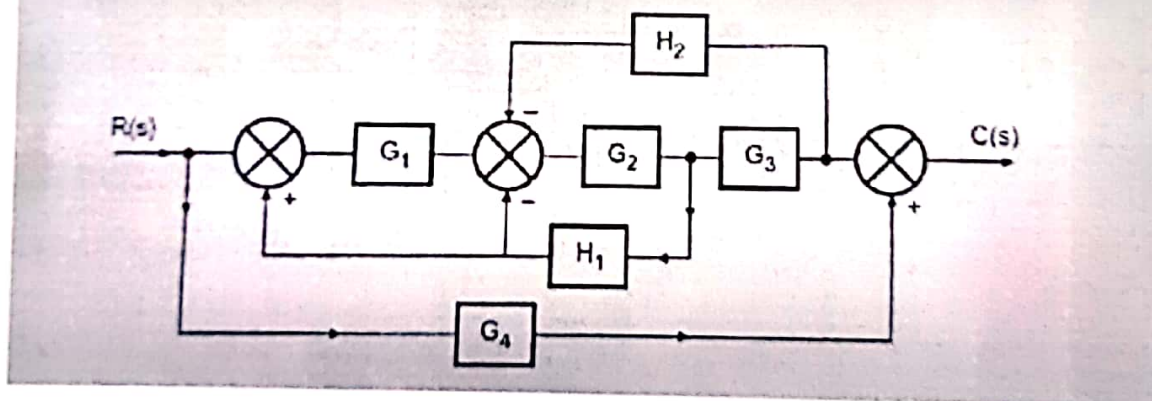 H₂
−
R(s)
G₁
G₂
G₃
C(s)
+
−
+
H₁
G₄